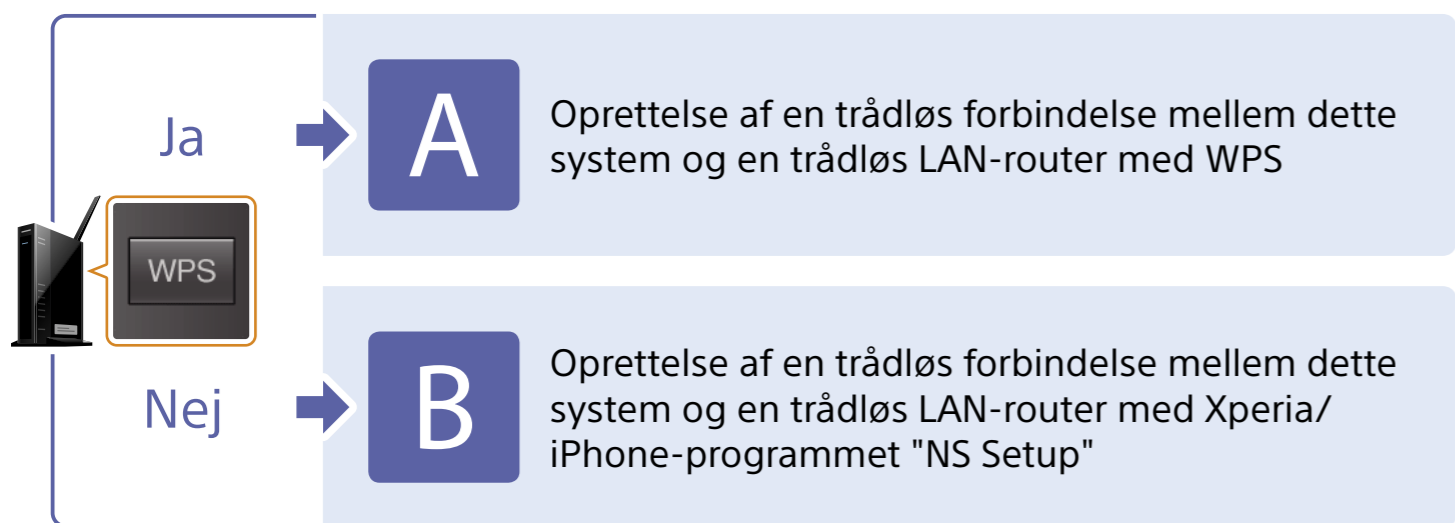 Ja
A
Oprettelse af en trådløs forbindelse mellem dette
system og en trådløs LAN-router med WPS
WPS
Nej
B
Oprettelse af en trådløs forbindelse mellem dette
system og en trådløs LAN-router med Xperia/
iPhone-programmet "NS Setup"